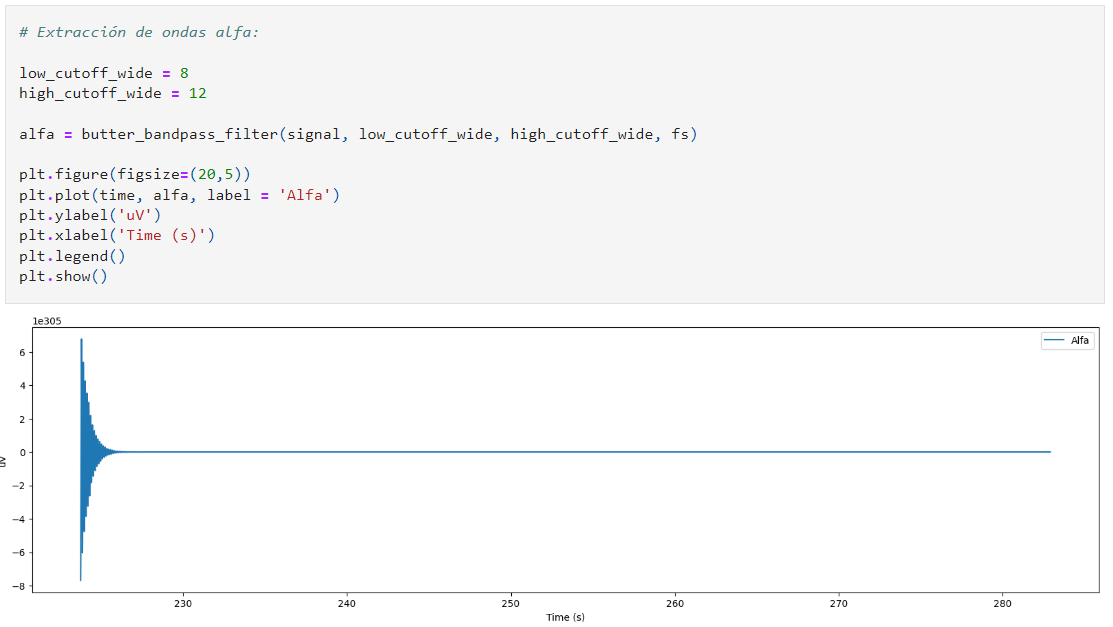 # Extracción de ondas alfa:
low_cutoff_wide = 8
high_cutoff_wide = 12
alfa = butter_bandpass_filter(signal, low_cutoff_wide, high_cutoff_wide, fs)
plt.figure(figsize=(20,5))
plt.plot(time, alfa, label = 'Alfa')
plt.ylabel('uV')
plt.xlabel('Time (s)')
plt.legend()
plt.show()
1e305
Alfa
6
4
2
0
uV
−2
−4
−6
−8
230
240
250
260
270
280
Time (s)